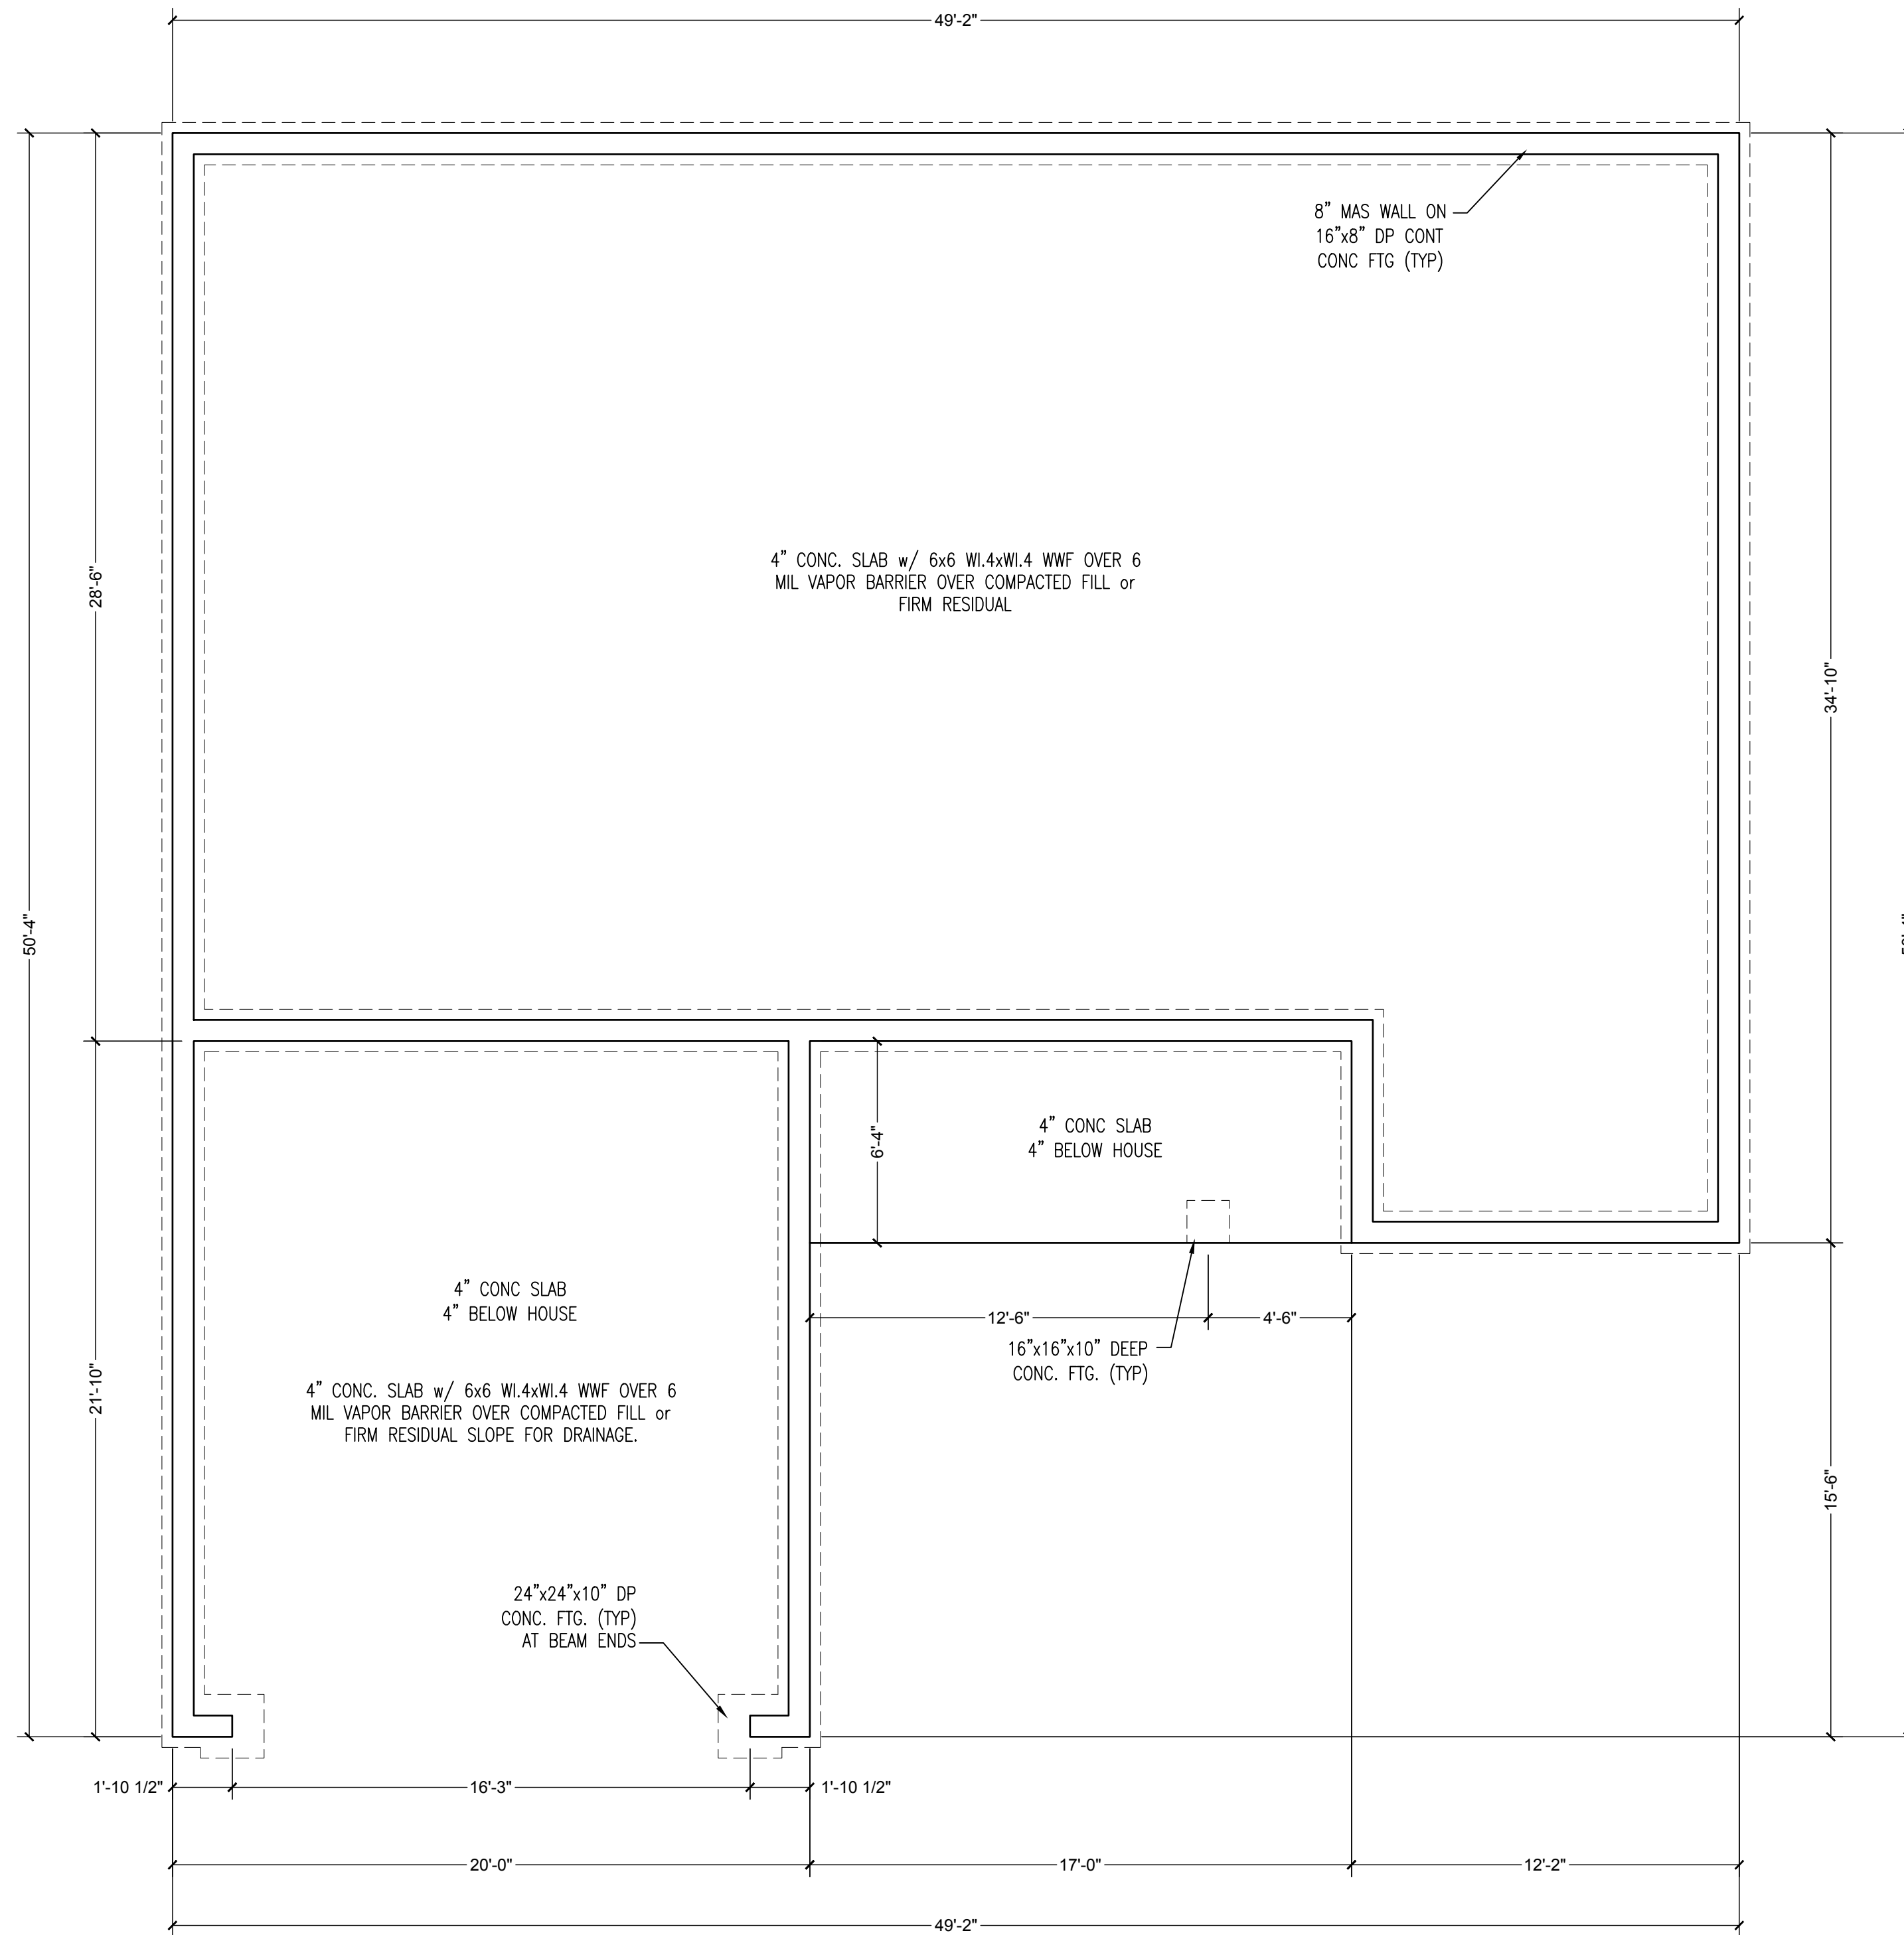 49'-2"
8” MAS WALL ON
16”x8” DP CONT
CONC FTG (TYP)
4” CONC. SLAB w/ 6x6 WI.4xWI.4 WWF OVER 6
MIL VAPOR BARRIER OVER COMPACTED FILL or
FIRM RESIDUAL
28'-6"
34'-10"
50'-4"
6'-4"
4” CONC SLAB
4” BELOW HOUSE
4” CONC SLAB
4” BELOW HOUSE
12'-6"
4'-6"
16”x16”x10” DEEP
CONC. FTG. (TYP)
21'-10"
4” CONC. SLAB w/ 6x6 WI.4xWI.4 WWF OVER 6
MIL VAPOR BARRIER OVER COMPACTED FILL or
FIRM RESIDUAL SLOPE FOR DRAINAGE.
15'-6"
24”x24”x10” DP
CONC. FTG. (TYP)
AT BEAM ENDS
1'-10 1/2"
16'-3"
1'-10 1/2"
20'-0"
17'-0"
12'-2"
49'-2"